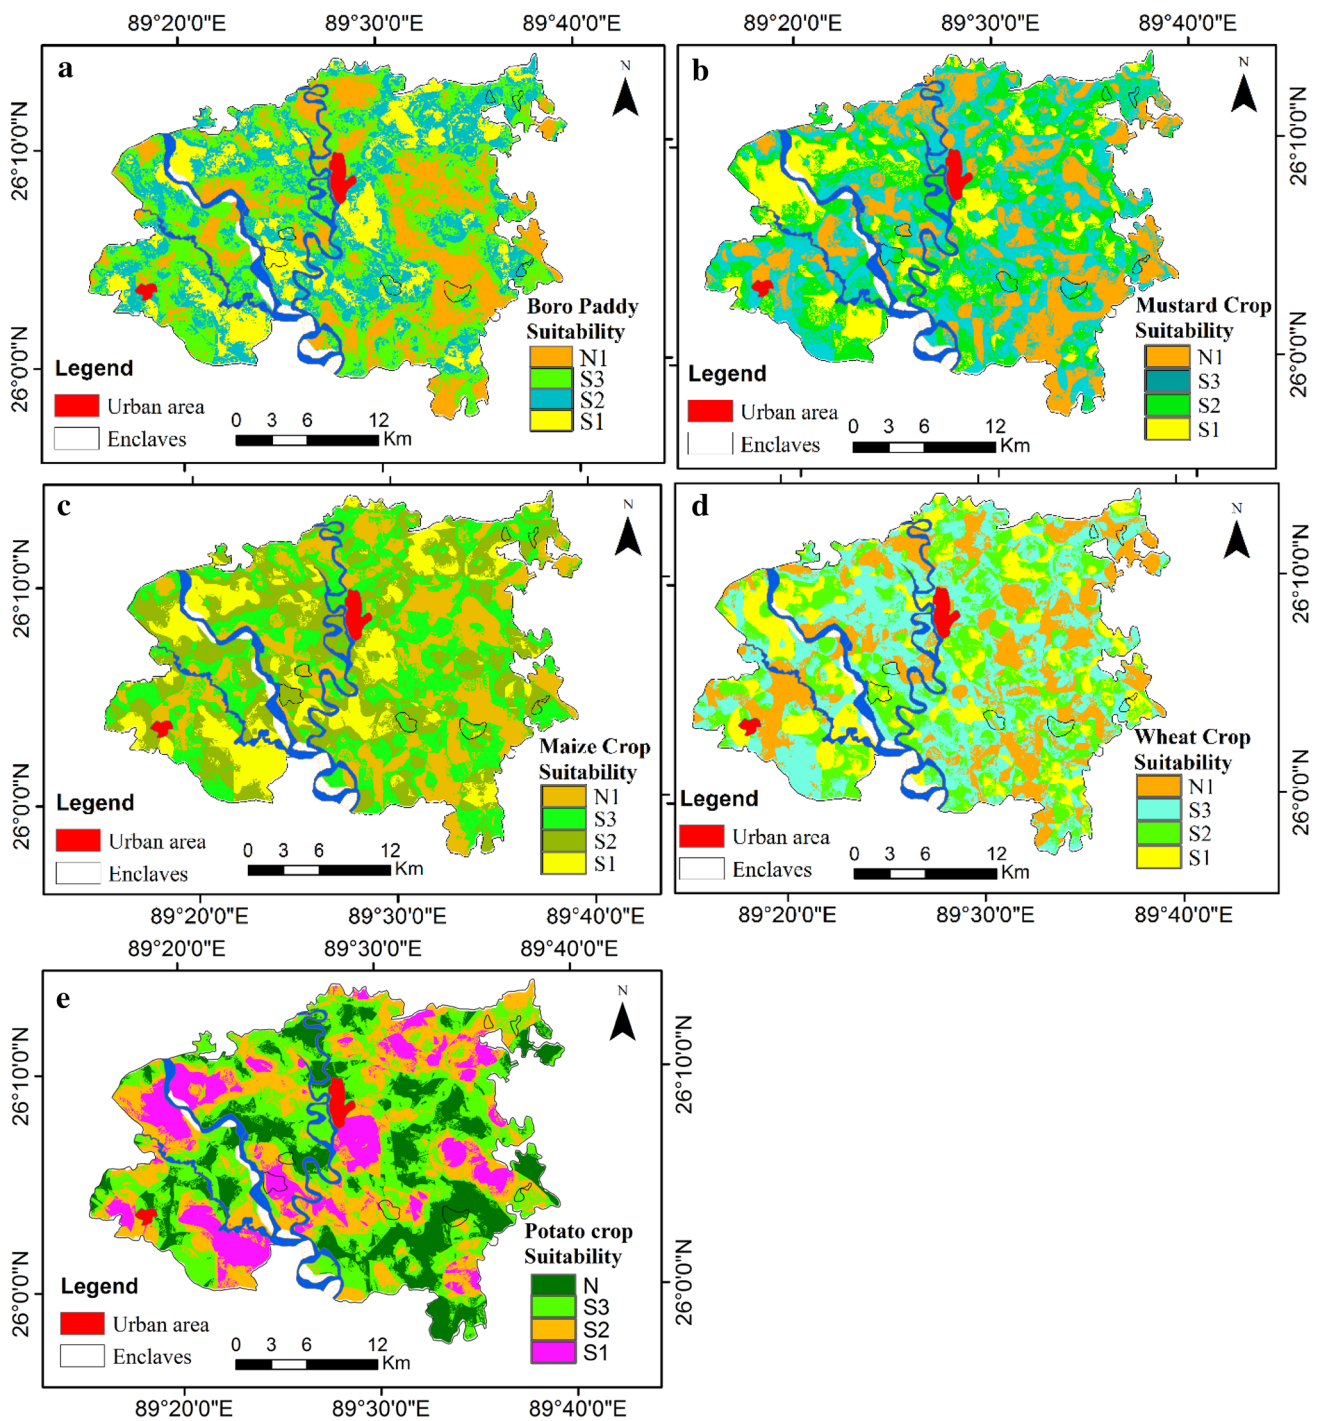 89°20'0"E 89°30'0"E 89°40'0"E 89°20'0"E 89°30'0"E 89°40'0"E
a
N
26°10'0"N
26°0'0"N
Boro Paddy
Suitability
N1
S3
S2
S1
Legend
Urban area
Enclaves
0 3 6 12
Km
b
N
26°10'0"N
26°0'0"N
Mustard Crop
Suitability
N1
S3
S2
S1
Legend
Urban area
Enclaves
0 3 6 12
Km
c
N
26°10'0"N
26°0'0"N
Maize Crop
Suitability
N1
S3
S2
S1
Legend
Urban area
Enclaves
0 3 6 12
Km
d
N
26°10'0"N
26°0'0"N
Wheat Crop
Suitability
N1
S3
S2
S1
Legend
Urban area
Enclaves
0 3 6 12
Km
89°20'0"E 89°30'0"E 89°40'0"E 89°20'0"E 89°30'0"E 89°40'0"E
89°20'0"E 89°30'0"E 89°40'0"E
e
N
26°10'0"N
26°0'0"N
26°10'0"N
26°0'0"N
Potato crop
Suitability
N
S3
S2
S1
Legend
Urban area
Enclaves
0 3 6 12
Km
89°20'0"E 89°30'0"E 89°40'0"E